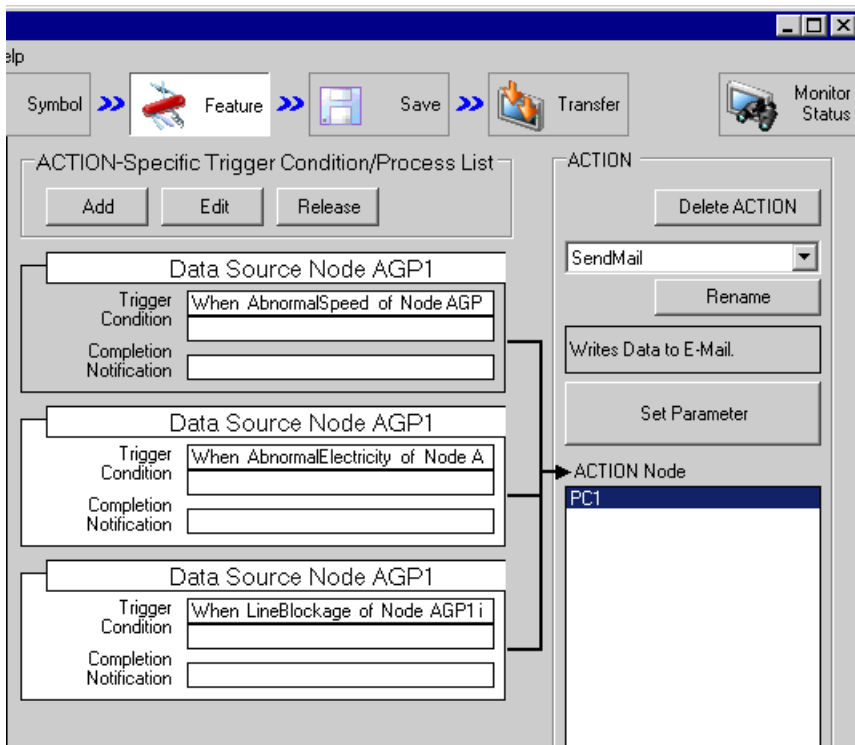 elp
Symbol
Feature
Save
Transfer
Monitor
Status
ACTION-Specific Trigger Condition/Process List
Add
Edit
Release
Data Source Node AGP1
Trigger
Condition
When AbnormalSpeed of Node AGP
Completion
Notification
Data Source Node AGP1
Trigger
Condition
When AbnormalElectricity of Node A
Completion
Notification
Data Source Node AGP1
Trigger
Condition
When LineBlockage of Node AGP1 i
Completion
Notification
ACTION
Delete ACTION
SendMail
Rename
Writes Data to E-Mail.
Set Parameter
ACTION Node
PC1